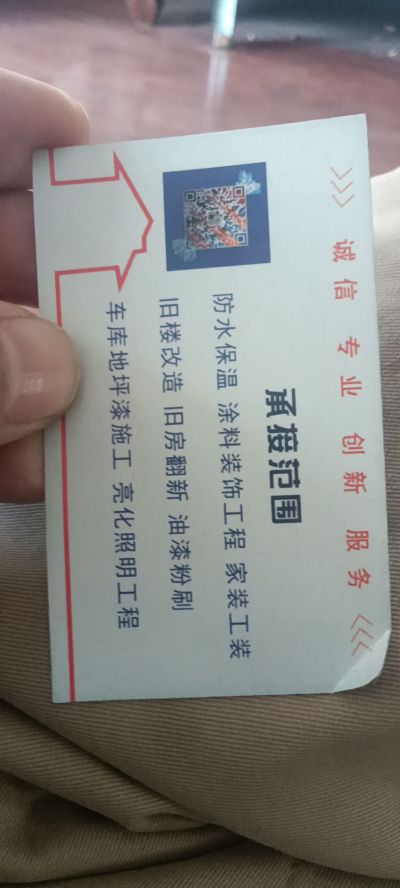 >>> 诚信 专业 创新 服务 <<<
承接范围
防水保温 涂料装饰工程 家装工装
旧楼改造 旧房翻新 油漆粉刷
车库地坪漆施工 亮化照明工程